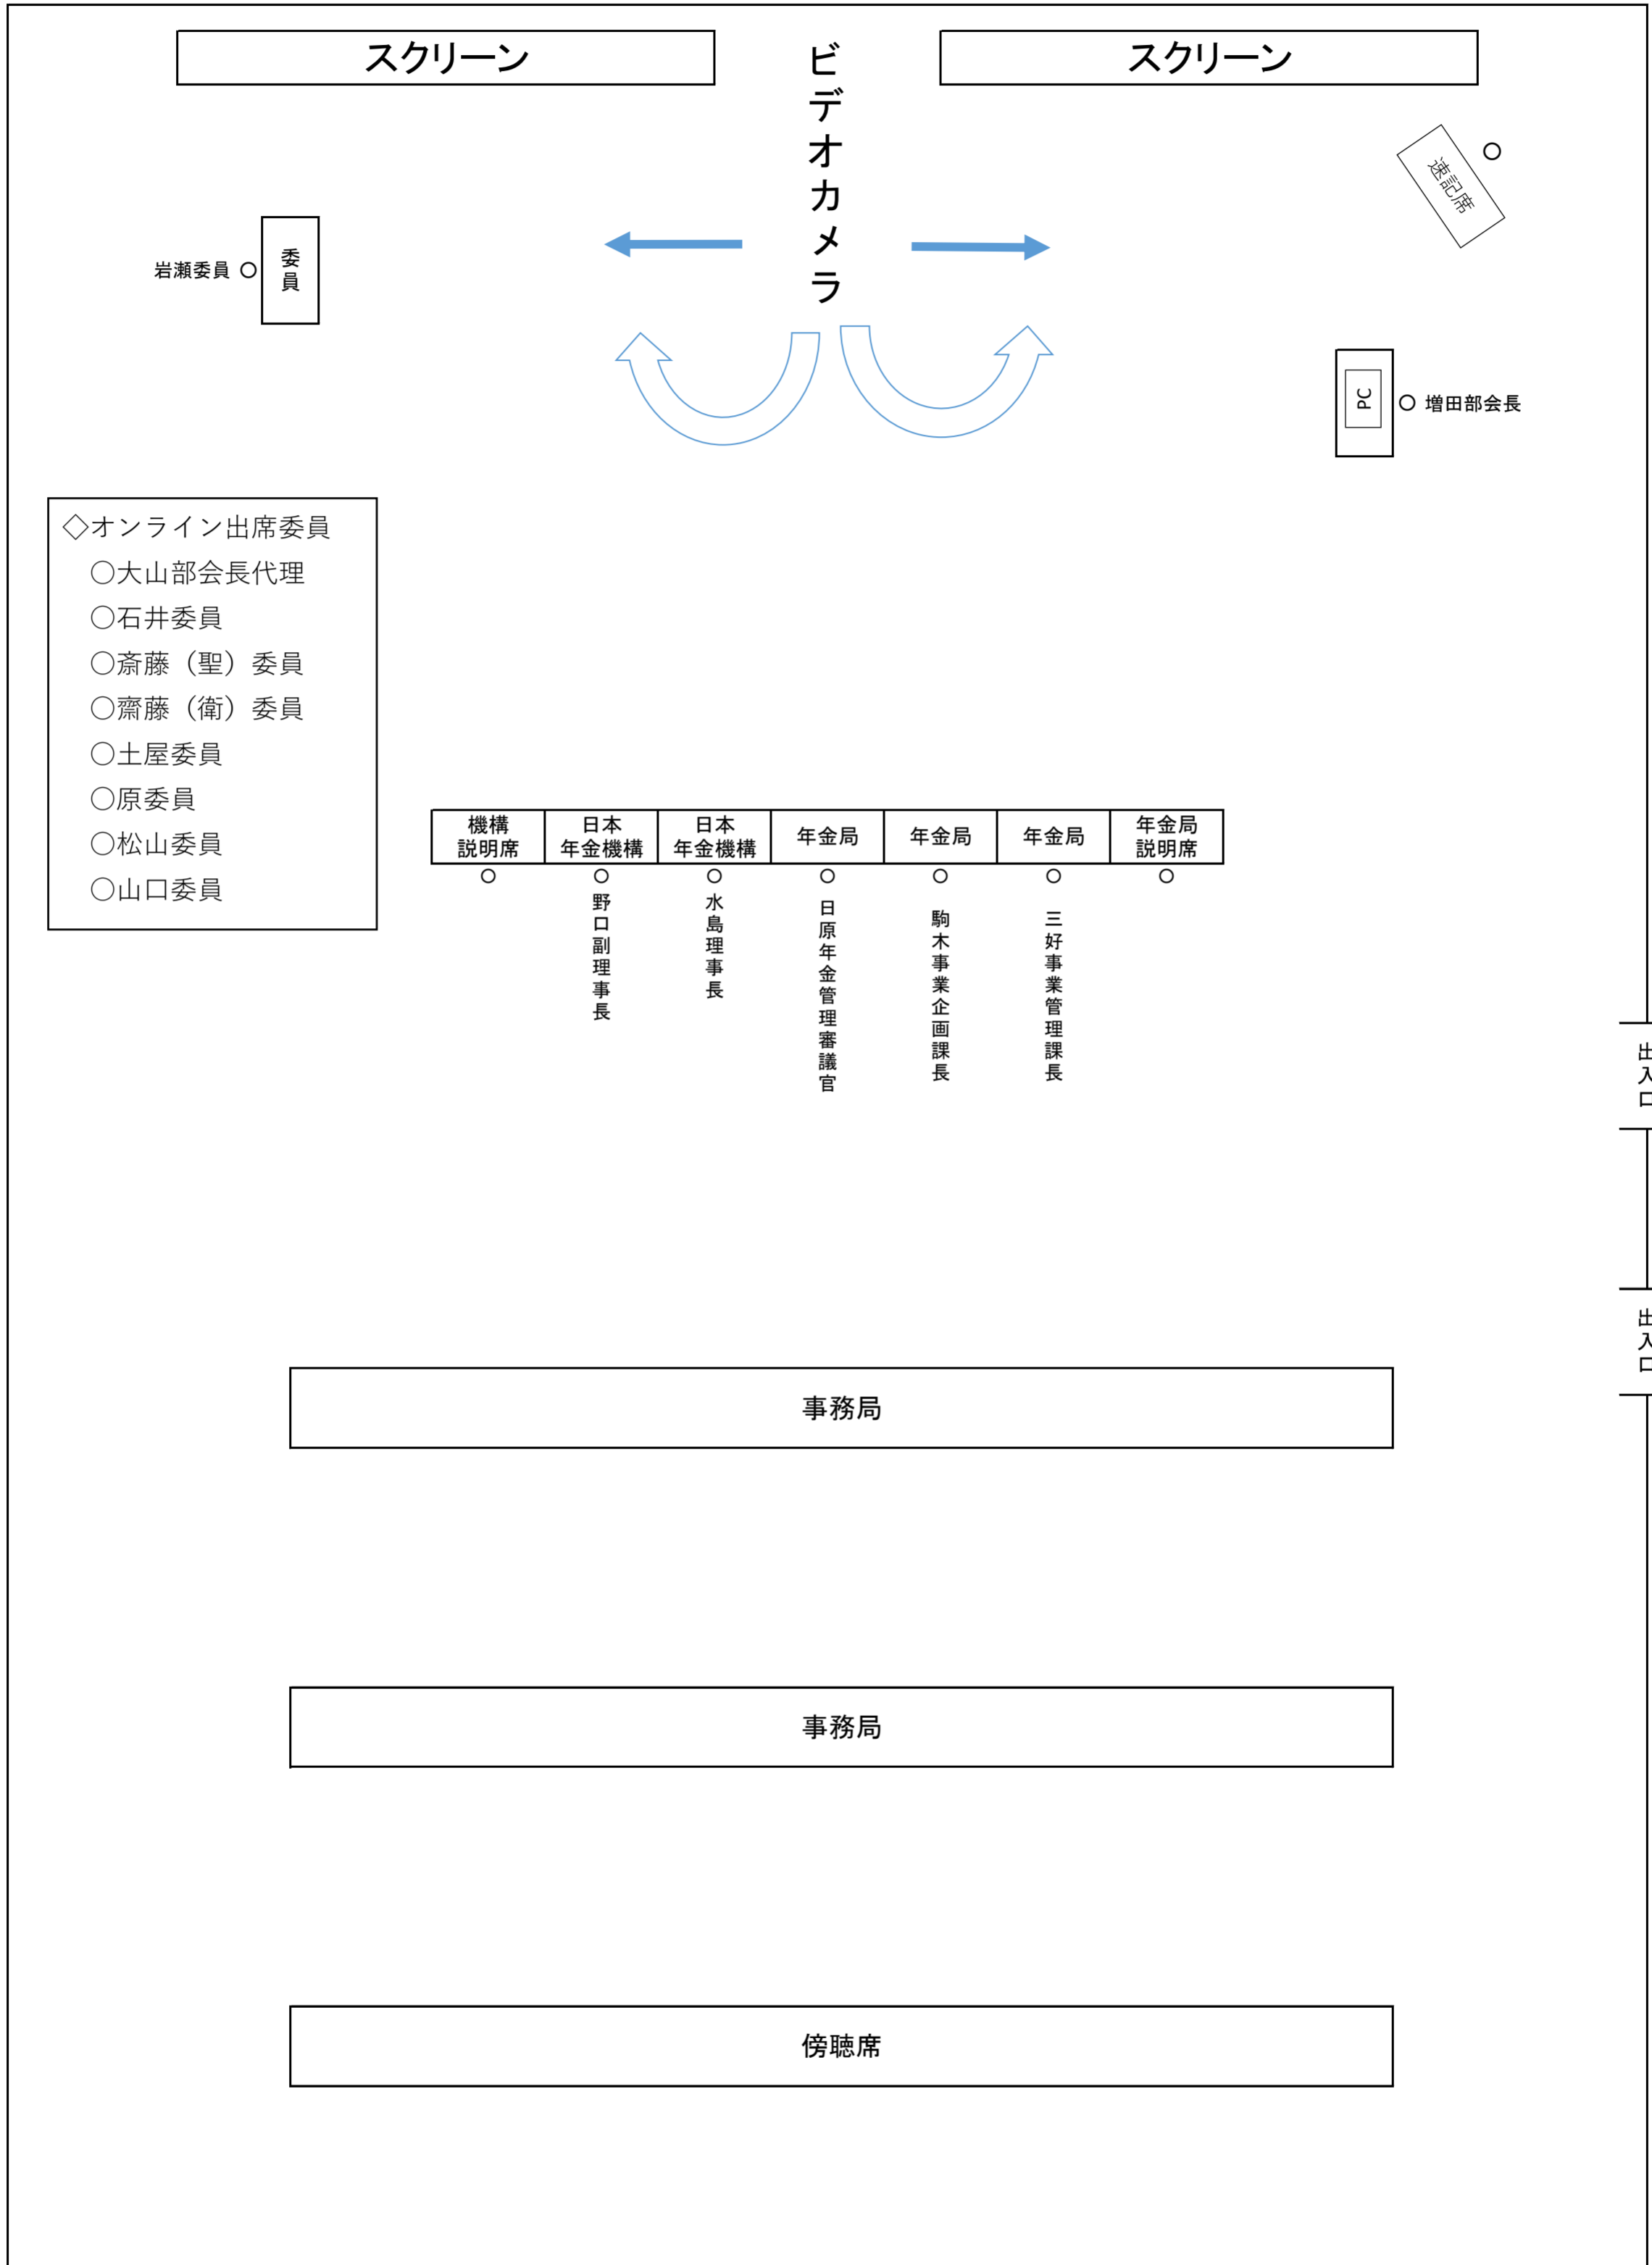 スクリーン
ビデオカメラ
スクリーン
速記席
岩瀬委員 ○
委員
PC
○ 増田部会長
◇オンライン出席委員
○大山部会長代理
○石井委員
○斎藤（聖）委員
○齋藤（衛）委員
○土屋委員
○原委員
○松山委員
○山口委員
機構
説明席
日本
年金機構
日本
年金機構
年金局
年金局
年金局
年金局
説明席
野口副理事長
水島理事長
日原年金管理審議官
駒木事業企画課長
三好事業管理課長
出入口
出入口
事務局
事務局
傍聴席